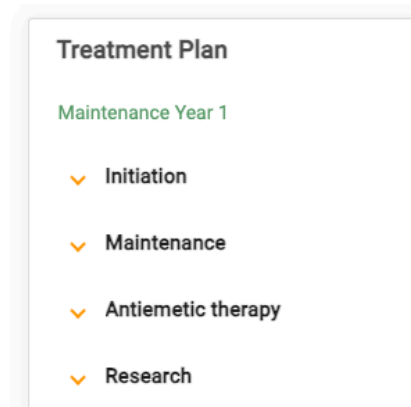 Treatment Plan
Maintenance Year 1
Initiation
Maintenance
Antiemetic therapy
Research